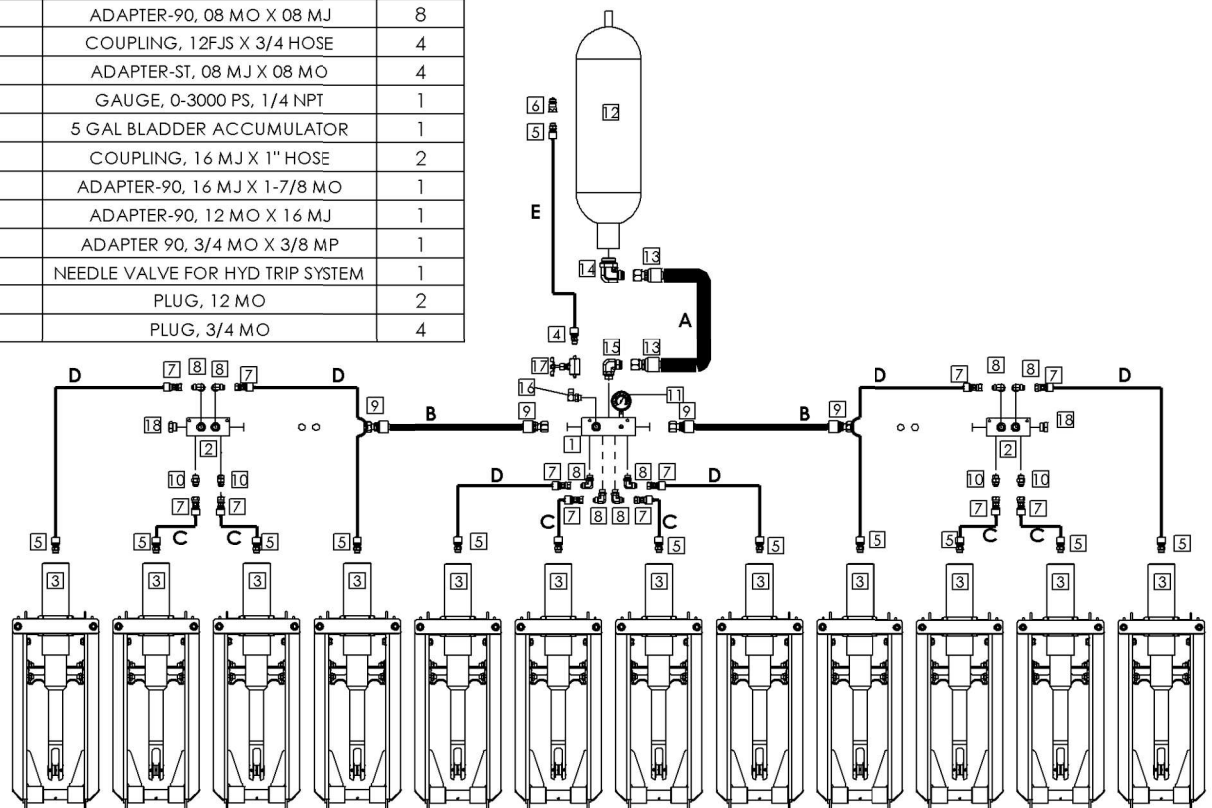 ADAPTER-90, 08 MO X 08 MJ 8
COUPLING, 12FJS X 3/4 HOSE 4
ADAPTER-ST, 08 MJ X 08 MO 4
GAUGE, 0-3000 PS, 1/4 NPT 1
5 GAL BLADDER ACCUMULATOR 1
COUPLING, 16 MJ X 1" HOSE 2
ADAPTER-90, 16 MJ X 1-7/8 MO 1
ADAPTER-90, 12 MO X 16 MJ 1
ADAPTER 90, 3/4 MO X 3/8 MP 1
NEEDLE VALVE FOR HYD TRIP SYSTEM 1
PLUG, 12 MO 2
PLUG, 3/4 MO 4
6 12
5
E
14 13
A
4
17 15 13
16 11
D 7 8 8 7 D
D 7 8 8 7 D
9 B 9 9 B 9
18 2 1 2 18
10 10 7 8 8 7 10 10
D D
7 7 7 8 8 7 7 7
C C C C C C
5 5 5 5 5 5 5 5 5 5 5 5
3 3 3 3 3 3 3 3 3 3 3 3